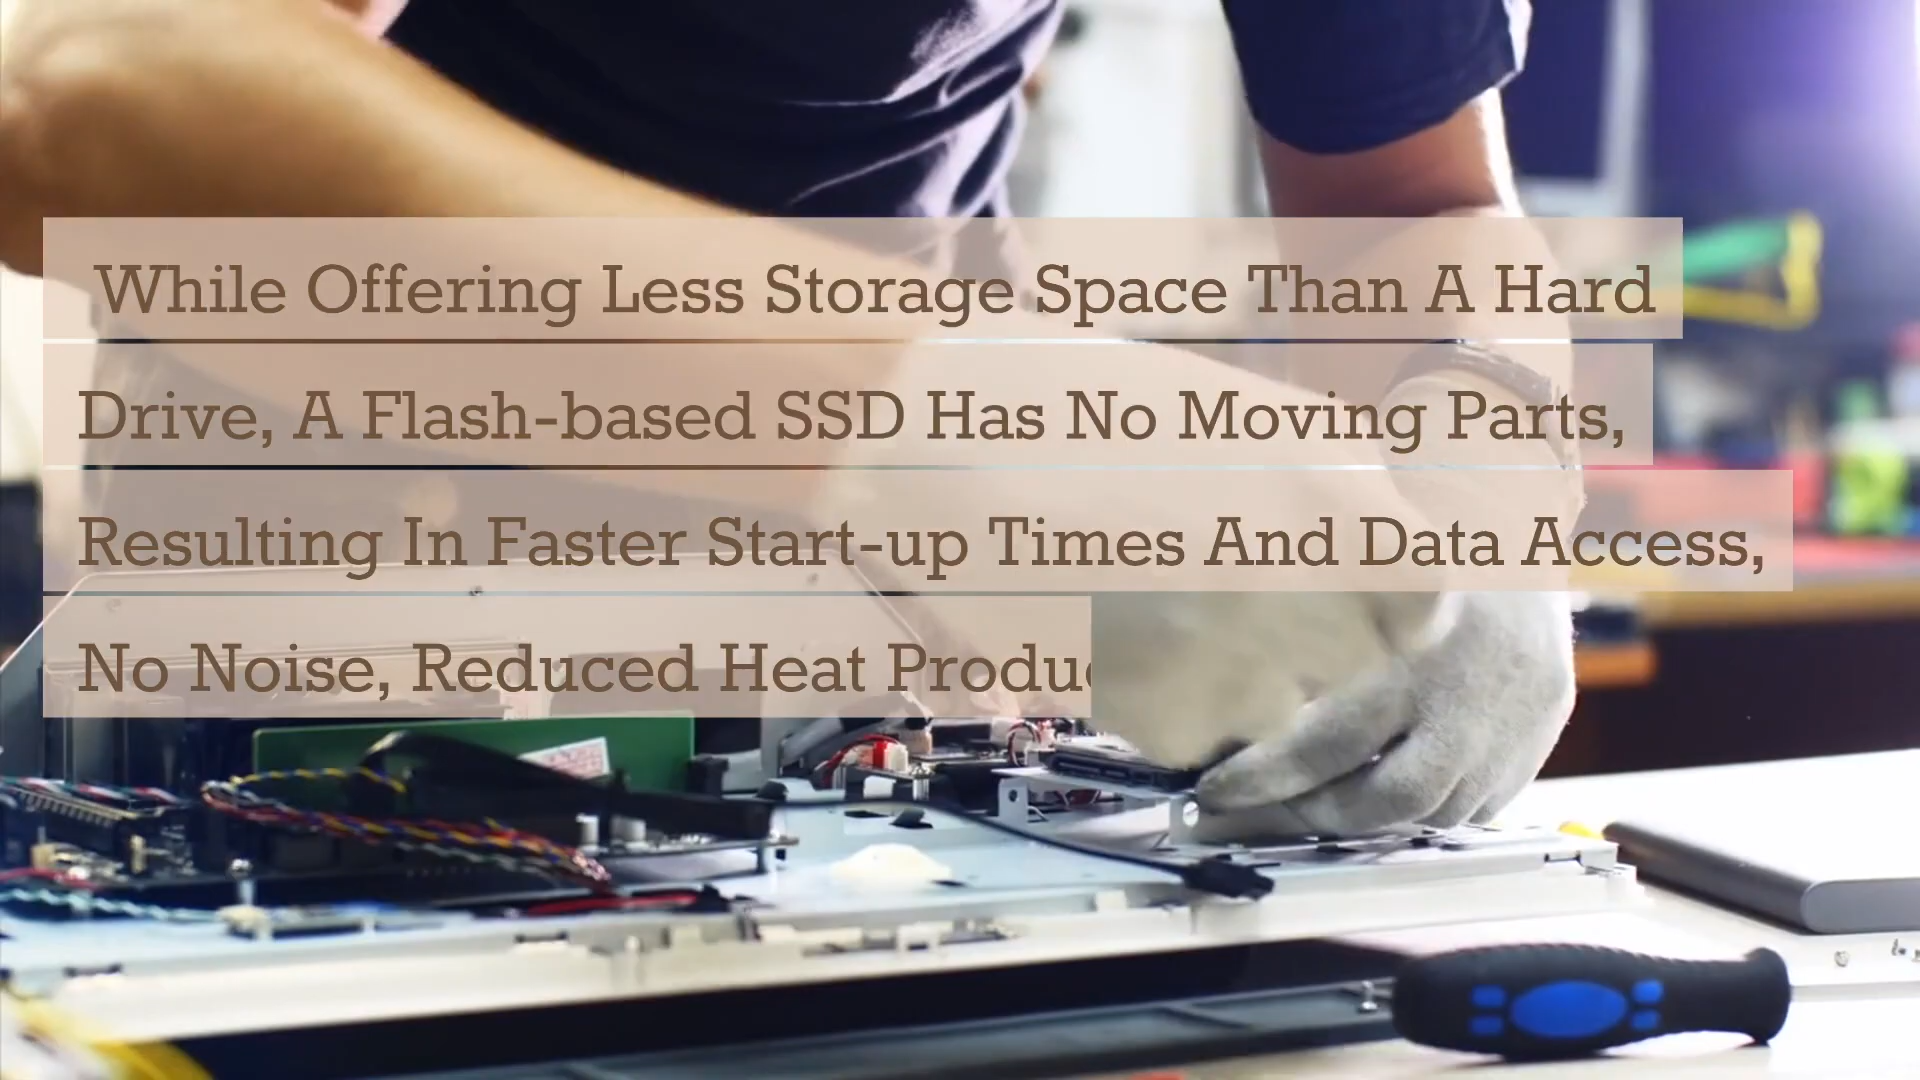 While Offering Less Storage Space Than A Hard
Drive, A Flash-based SSD Has No Moving Parts,
Resulting In Faster Start-up Times And Data Access,
No Noise, Reduced Heat